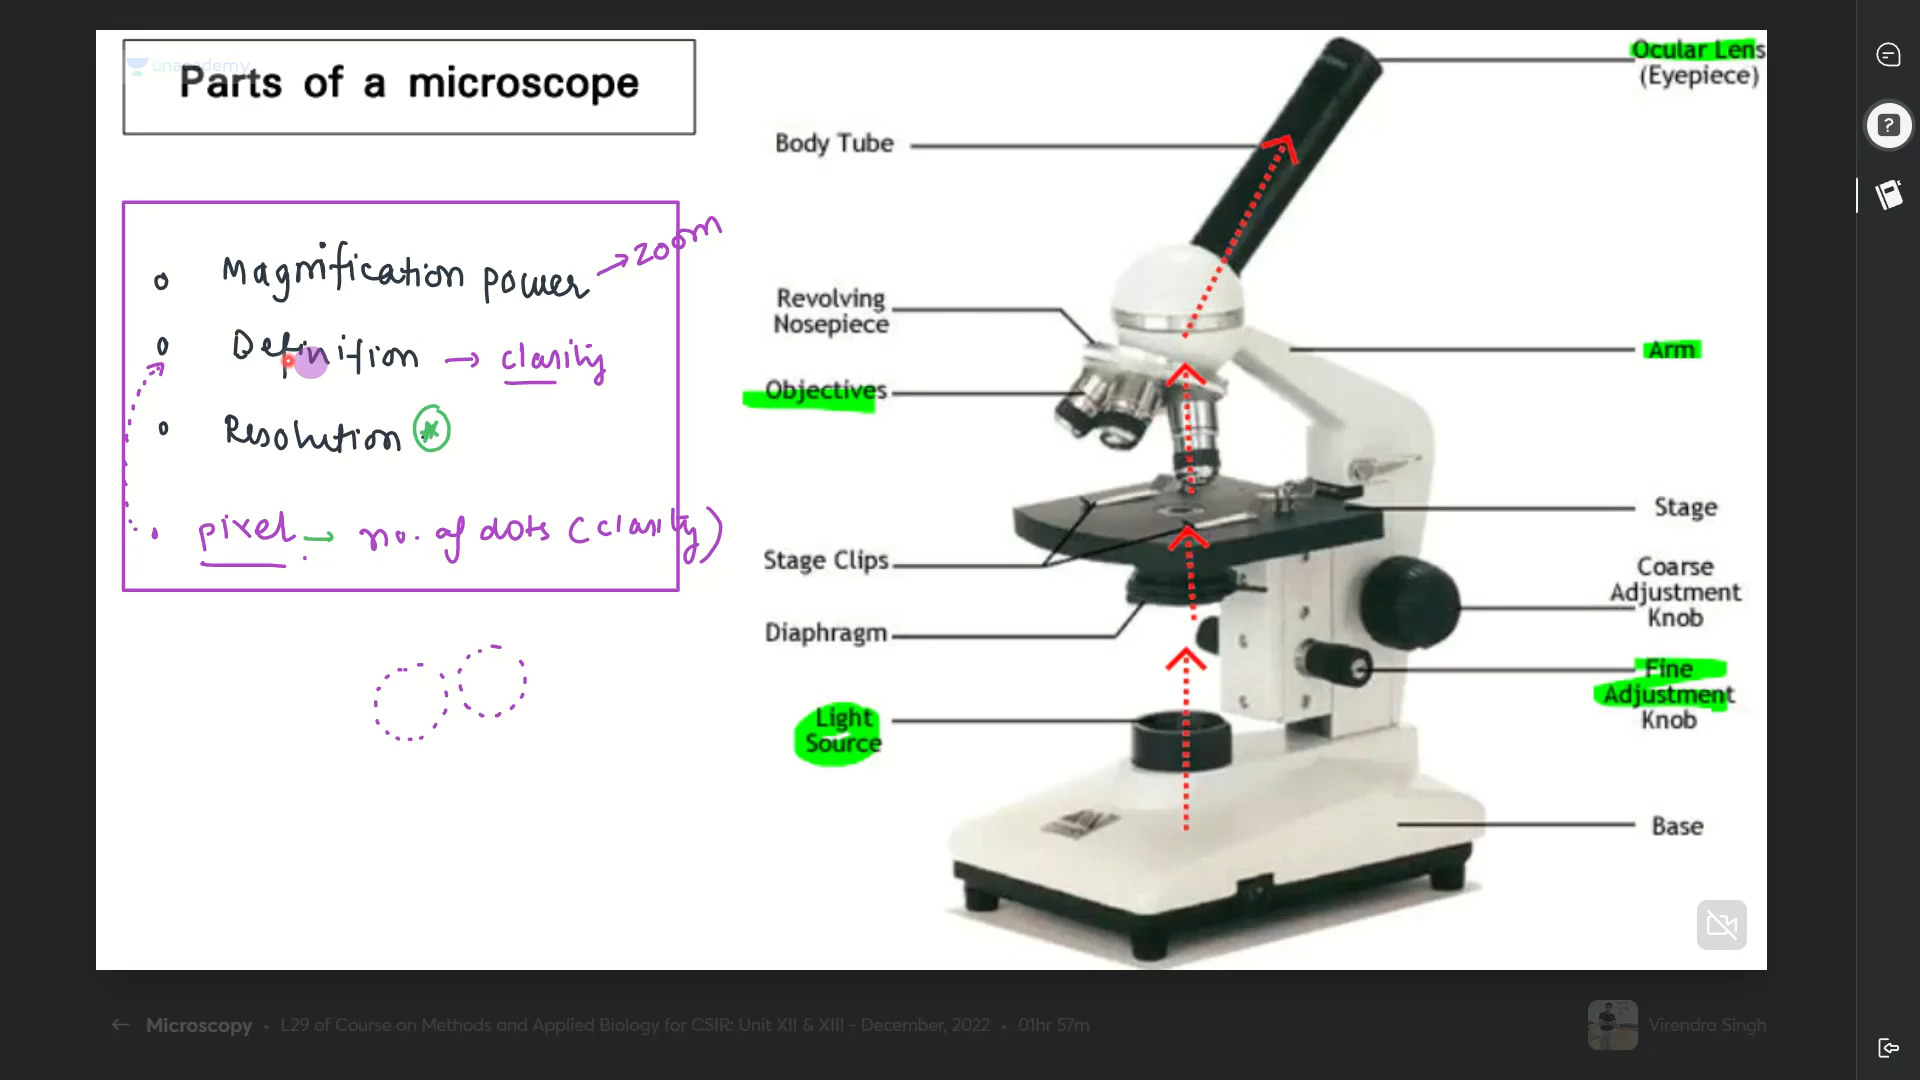 unacademy
Parts of a microscope
Magnification power → zoom
Definition → clarity
Resolution *
pixel → no. of dots (clarity)
Ocular Lens
(Eyepiece)
Body Tube
Revolving
Nosepiece
Arm
Objectives
Stage
Stage Clips
Coarse
Adjustment
Knob
Diaphragm
Fine
Adjustment
Knob
Light
Source
Base
← Microscopy • L29 of Course on Methods and Applied Biology for CSIR: Unit XII & XIII - December, 2022 • 01hr 57m
Virendra Singh